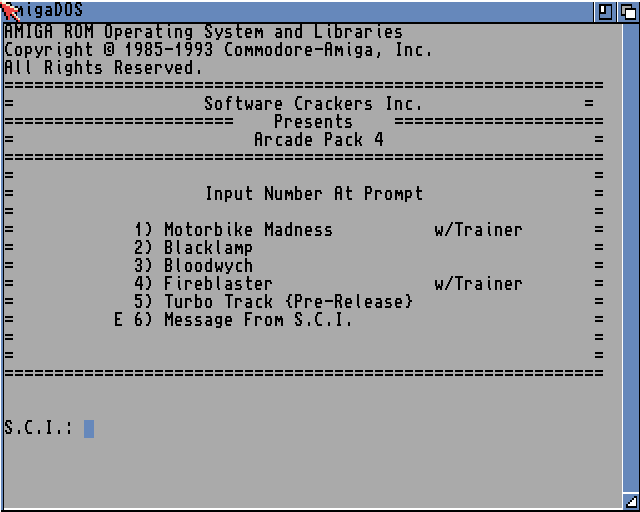 AmigaDOS
AMIGA ROM Operating System and Libraries
Copyright © 1985-1993 Commodore-Amiga, Inc.
All Rights Reserved.
=============================================================
=                   Software Crackers Inc.                =
=======================    Presents    =====================
=                        Arcade Pack 4                     =
=============================================================
=                                                           =
=                   Input Number At Prompt                  =
=                                                           =
=            1) Motorbike Madness          w/Trainer        =
=            2) Blacklamp                                   =
=            3) Bloodwych                                   =
=            4) Fireblaster                w/Trainer        =
=            5) Turbo Track {Pre-Release}                   =
=          E 6) Message From S.C.I.                         =
=                                                           =
=                                                           =
=============================================================
S.C.I.: